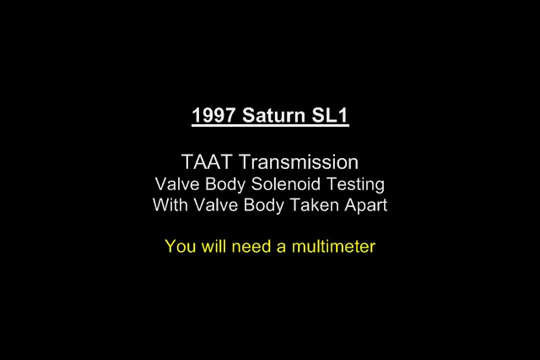 1997 Saturn SL1
TAAT Transmission
Valve Body Solenoid Testing
With Valve Body Taken Apart
You will need a multimeter